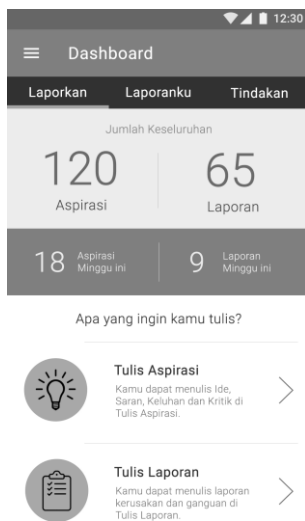 12:30
Dashboard
Laporkan Laporanku Tindakan
Jumlah Keseluruhan
120 65
Aspirasi Laporan
18 Aspirasi Minggu ini 9 Laporan Minggu ini
Apa yang ingin kamu tulis?
Tulis Aspirasi
Kamu dapat menulis Ide,
Saran, Keluhan dan Kritik di
Tulis Aspirasi.
Tulis Laporan
Kamu dapat menulis laporan
kerusakan dan ganguan di
Tulis Laporan.